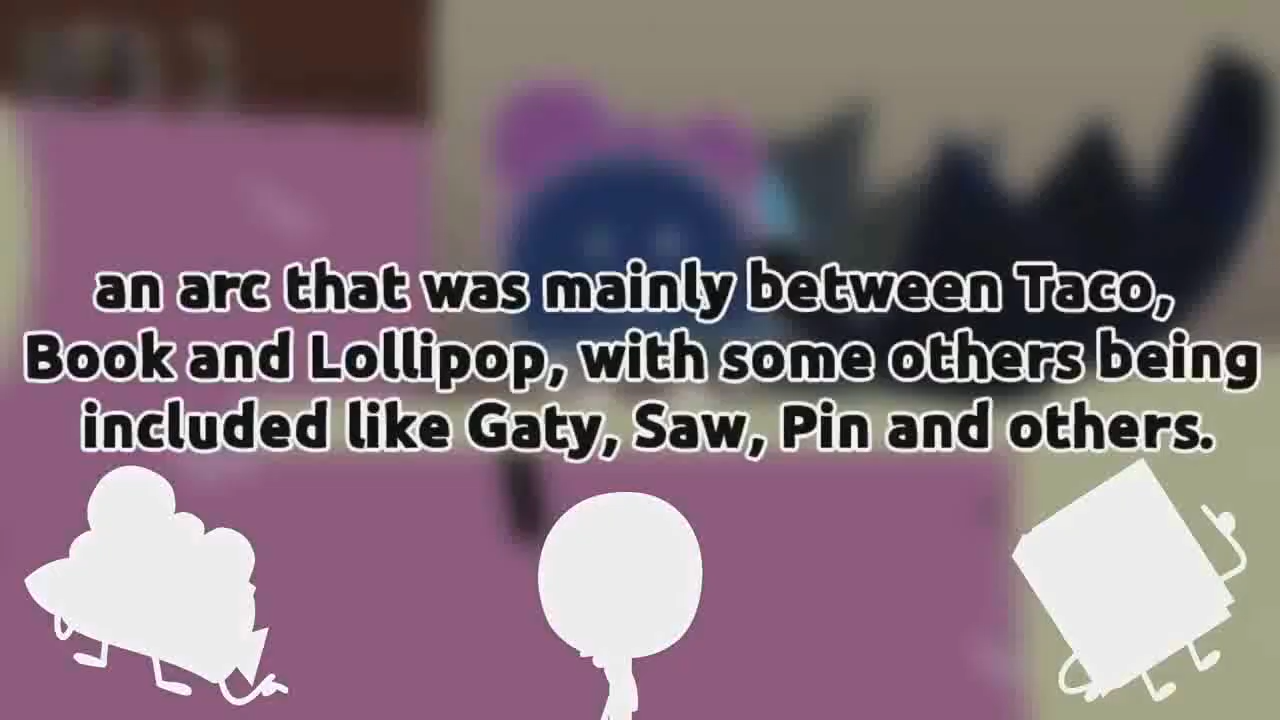 an arc that was mainly between Taco,
Book and Lollipop, with some others being
included like Gaty, Saw, Pin and others.